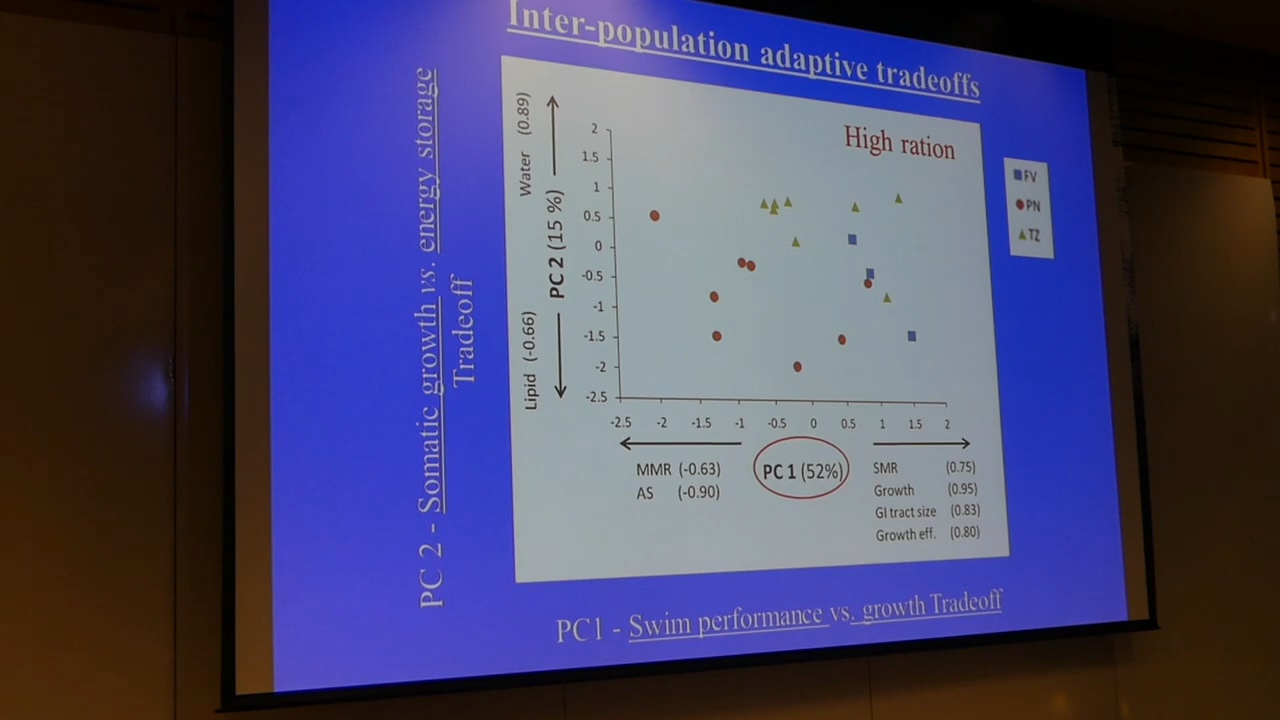 Inter-population adaptive tradeoffs
PC 2 - Somatic growth vs. energy storage
Tradeoff
Lipid (-0.66)
Water (0.89)
PC 2 (15 %)
High ration
2
1.5
1
0.5
0
-0.5
-1
-1.5
-2
-2.5
-2.5 -2 -1.5 -1 -0.5 0 0.5 1 1.5 2
FV
PN
TZ
MMR (-0.63)
AS (-0.90)
PC 1 (52%)
SMR (0.75)
Growth (0.95)
GI tract size (0.83)
Growth eff. (0.80)
PC1 - Swim performance vs. growth Tradeoff